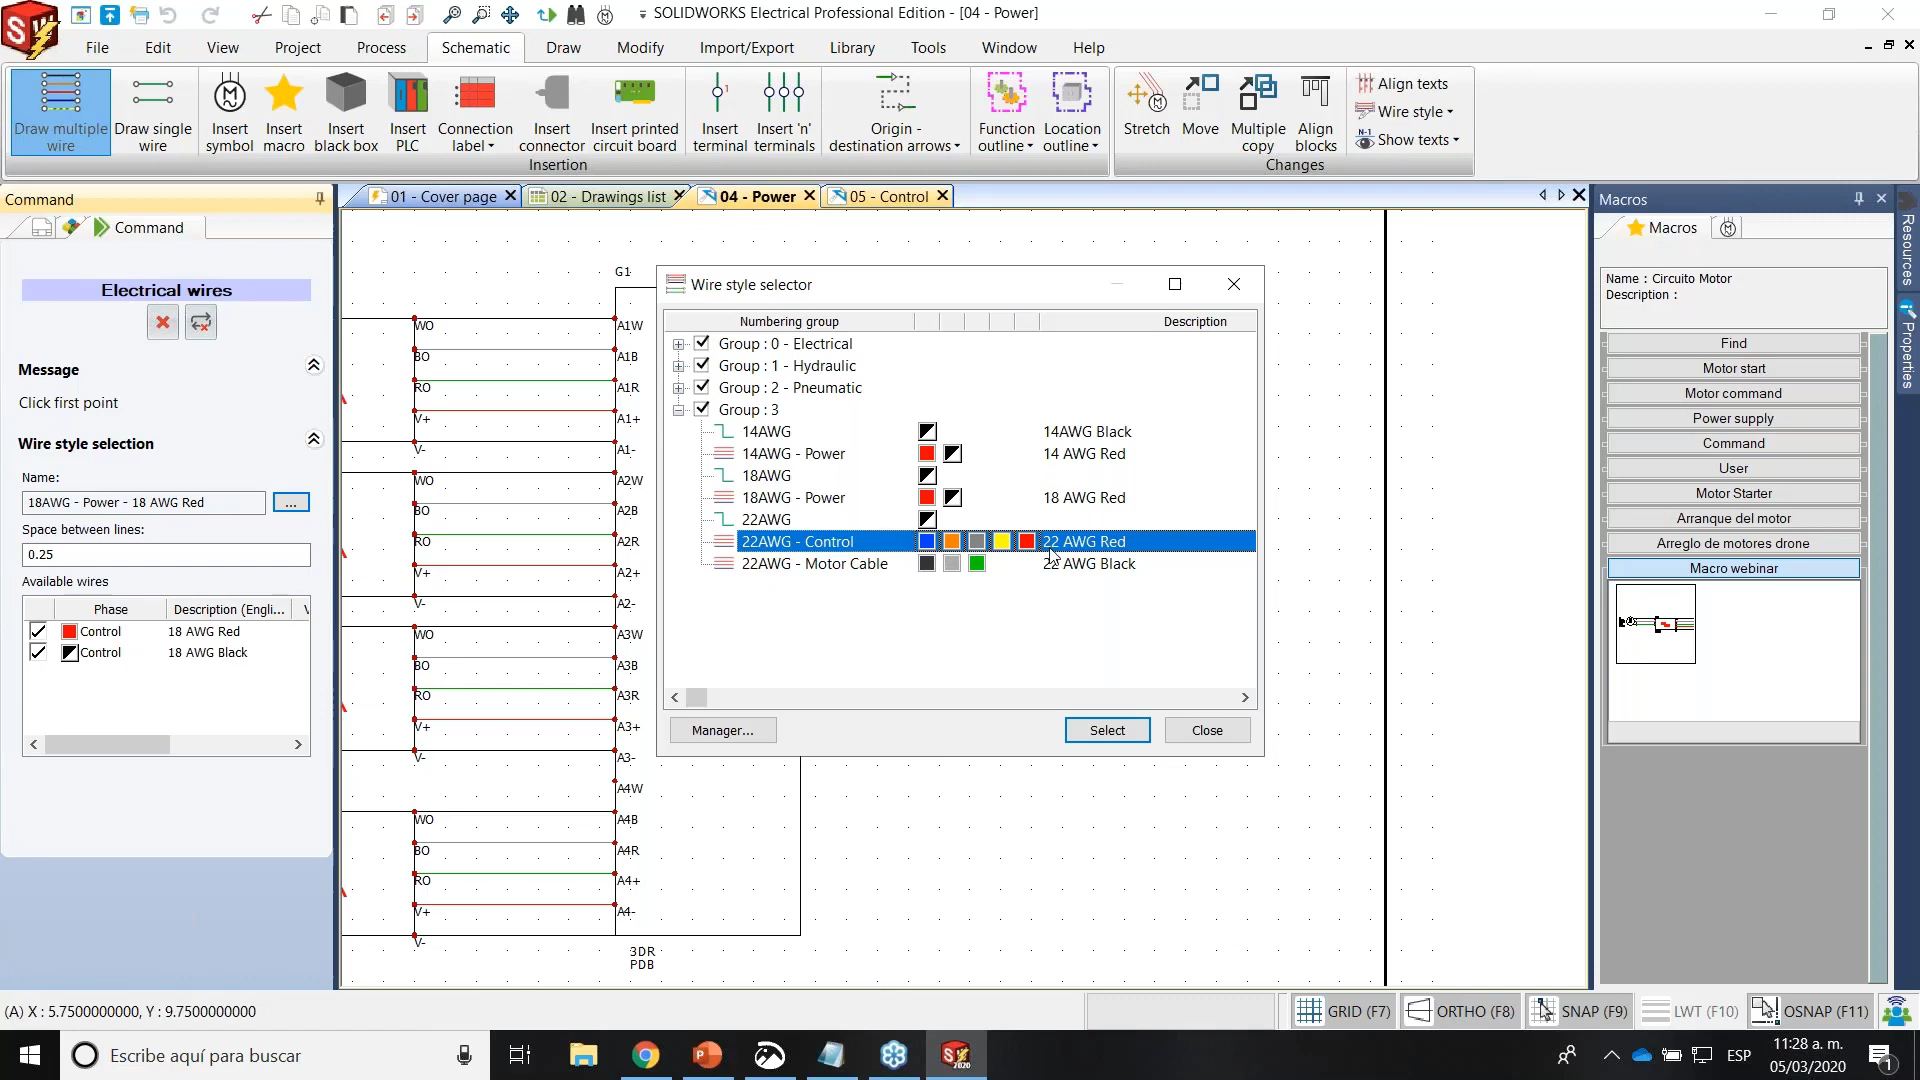 SOLIDWORKS Electrical Professional Edition - [04 - Power]
File Edit View Project Process Schematic Draw Modify Import/Export Library Tools Window Help
Draw multiple wire
Draw single wire
Insert symbol
Insert macro
Insert black box
Insert PLC
Connection label
Insert connector
Insert printed circuit board
Insert terminal
Insert 'n' terminals
Origin - destination arrows
Function outline
Location outline
Insertion
Stretch
Move
Multiple copy
Align blocks
Align texts
Wire style
Show texts
Changes
Command
Command
Electrical wires
Message
Click first point
Wire style selection
Name:
18AWG - Power - 18 AWG Red
...
Space between lines:
0.25
Available wires
Phase Description (Engli... V
Control 18 AWG Red
Control 18 AWG Black
01 - Cover page
02 - Drawings list
04 - Power
05 - Control
G1
WO A1W
BO A1B
RO A1R
V+ A1+
V- A1-
WO A2W
BO A2B
RO A2R
V+ A2+
V- A2-
WO A3W
BO A3B
RO A3R
V+ A3+
V- A3-
A4W
WO A4B
BO A4R
RO A4+
V+ A4-
V-
3DR
PDB
Wire style selector
Numbering group Description
Group : 0 - Electrical
Group : 1 - Hydraulic
Group : 2 - Pneumatic
Group : 3
14AWG 14AWG Black
14AWG - Power 14 AWG Red
18AWG
18AWG - Power 18 AWG Red
22AWG
22AWG - Control 22 AWG Red
22AWG - Motor Cable 22 AWG Black
Manager... Select Close
Macros
Macros
Name : Circuito Motor
Description :
Find
Motor start
Motor command
Power supply
Command
User
Motor Starter
Arranque del motor
Arreglo de motores drone
Macro webinar
Resources
Properties
(A) X : 5.7500000000, Y : 9.7500000000
GRID (F7) ORTHO (F8) SNAP (F9) LWT (F10) OSNAP (F11)
Escribe aquí para buscar
ESP
11:28 a. m.
05/03/2020
1